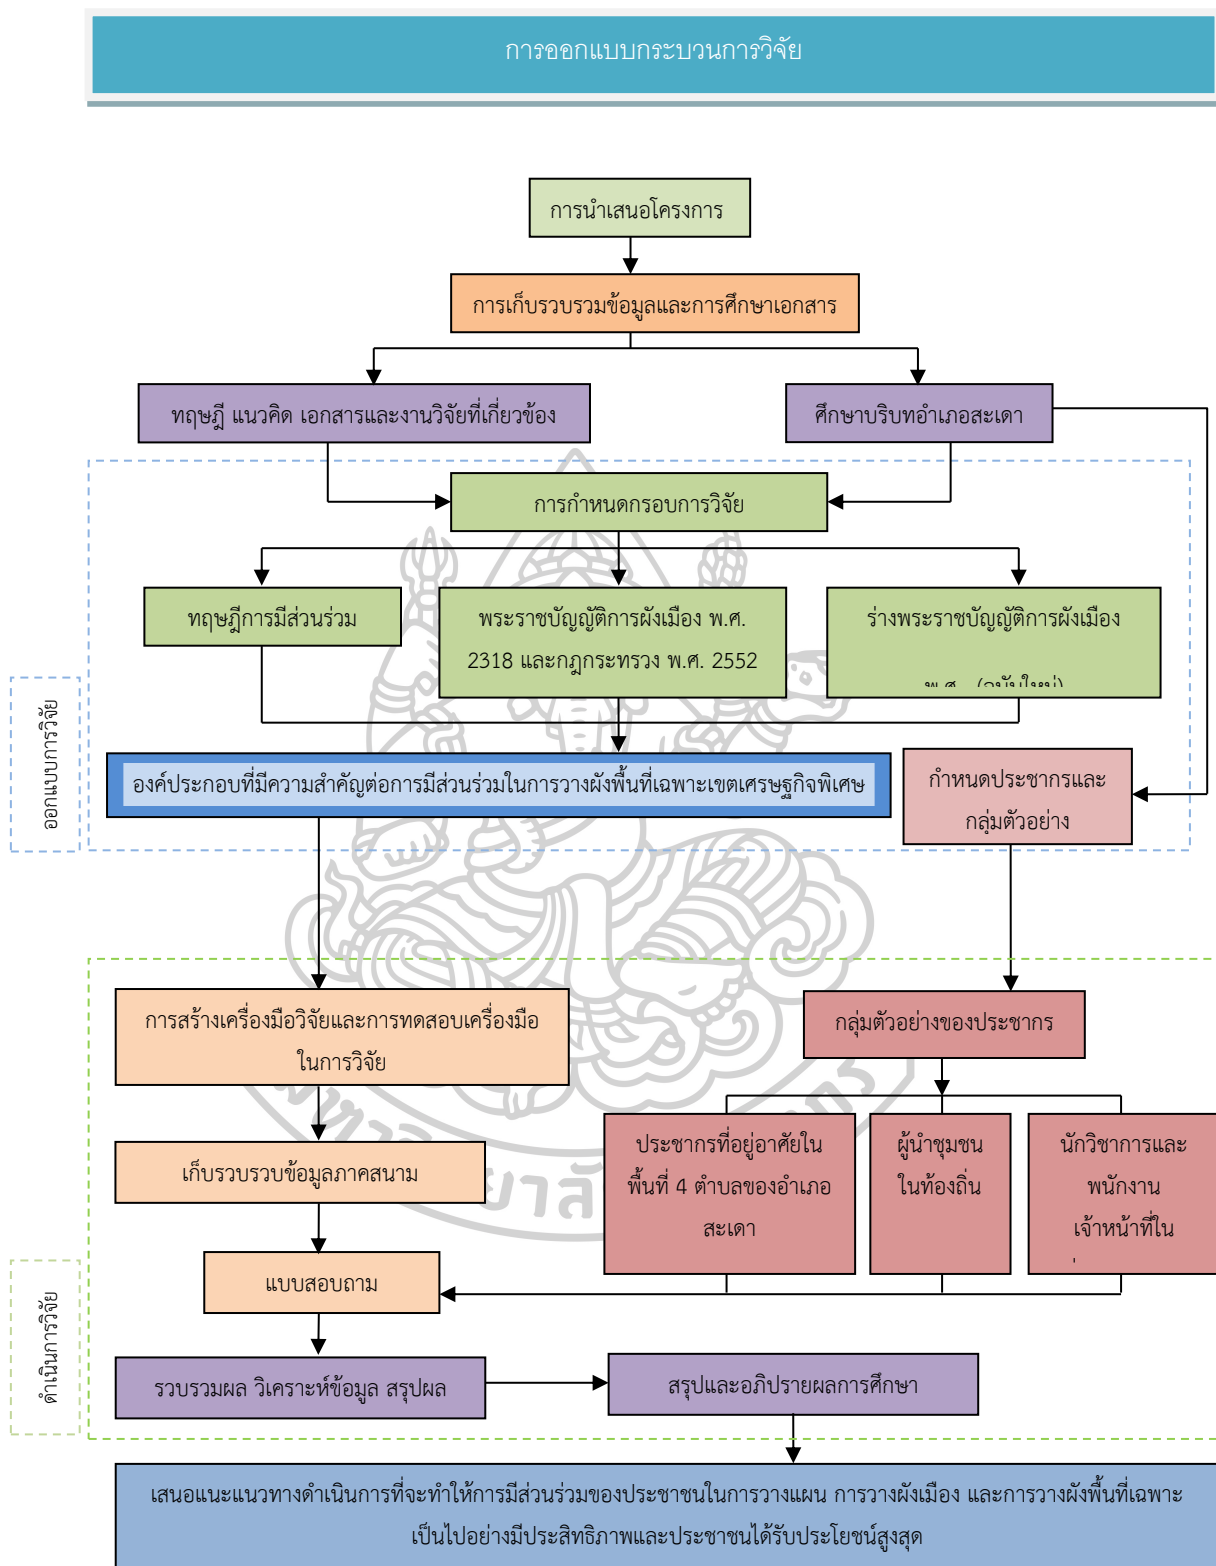 การออกแบบกระบวนการวิจัย
การนำเสนอโครงการ
การเก็บรวบรวมข้อมูลและการศึกษาเอกสาร
ทฤษฎี แนวคิด เอกสารและงานวิจัยที่เกี่ยวข้อง
ศึกษาบริบทอำเภอสะเดา
การกำหนดกรอบการวิจัย
ทฤษฎีการมีส่วนร่วม
พระราชบัญญัติการผังเมือง พ.ศ.
2318 และกฎกระทรวง พ.ศ. 2552
ร่างพระราชบัญญัติการผังเมือง
พ.ศ.. (ฉบับใหม่)
ออกแบบการวิจัย
องค์ประกอบที่มีความสำคัญต่อการมีส่วนร่วมในการวางผังพื้นที่เฉพาะเขตเศรษฐกิจพิเศษ
กำหนดประชากรและ
กลุ่มตัวอย่าง
การสร้างเครื่องมือวิจัยและการทดสอบเครื่องมือ
ในการวิจัย
กลุ่มตัวอย่างของประชากร
เก็บรวบรวบข้อมูลภาคสนาม
ประชากรที่อยู่อาศัยใน
พื้นที่ 4 ตำบลของอำเภอ
สะเดา
ผู้นำชุมชน
ในท้องถิ่น
นักวิชาการและ
พนักงาน
เจ้าหน้าที่ใน
แบบสอบถาม
ดำเนินการวิจัย
รวบรวมผล วิเคราะห์ข้อมูล สรุปผล
สรุปและอภิปรายผลการศึกษา
เสนอแนะแนวทางดำเนินการที่จะทำให้การมีส่วนร่วมของประชาชนในการวางแผน การวางผังเมือง และการวางผังพื้นที่เฉพาะ
เป็นไปอย่างมีประสิทธิภาพและประชาชนได้รับประโยชน์สูงสุด